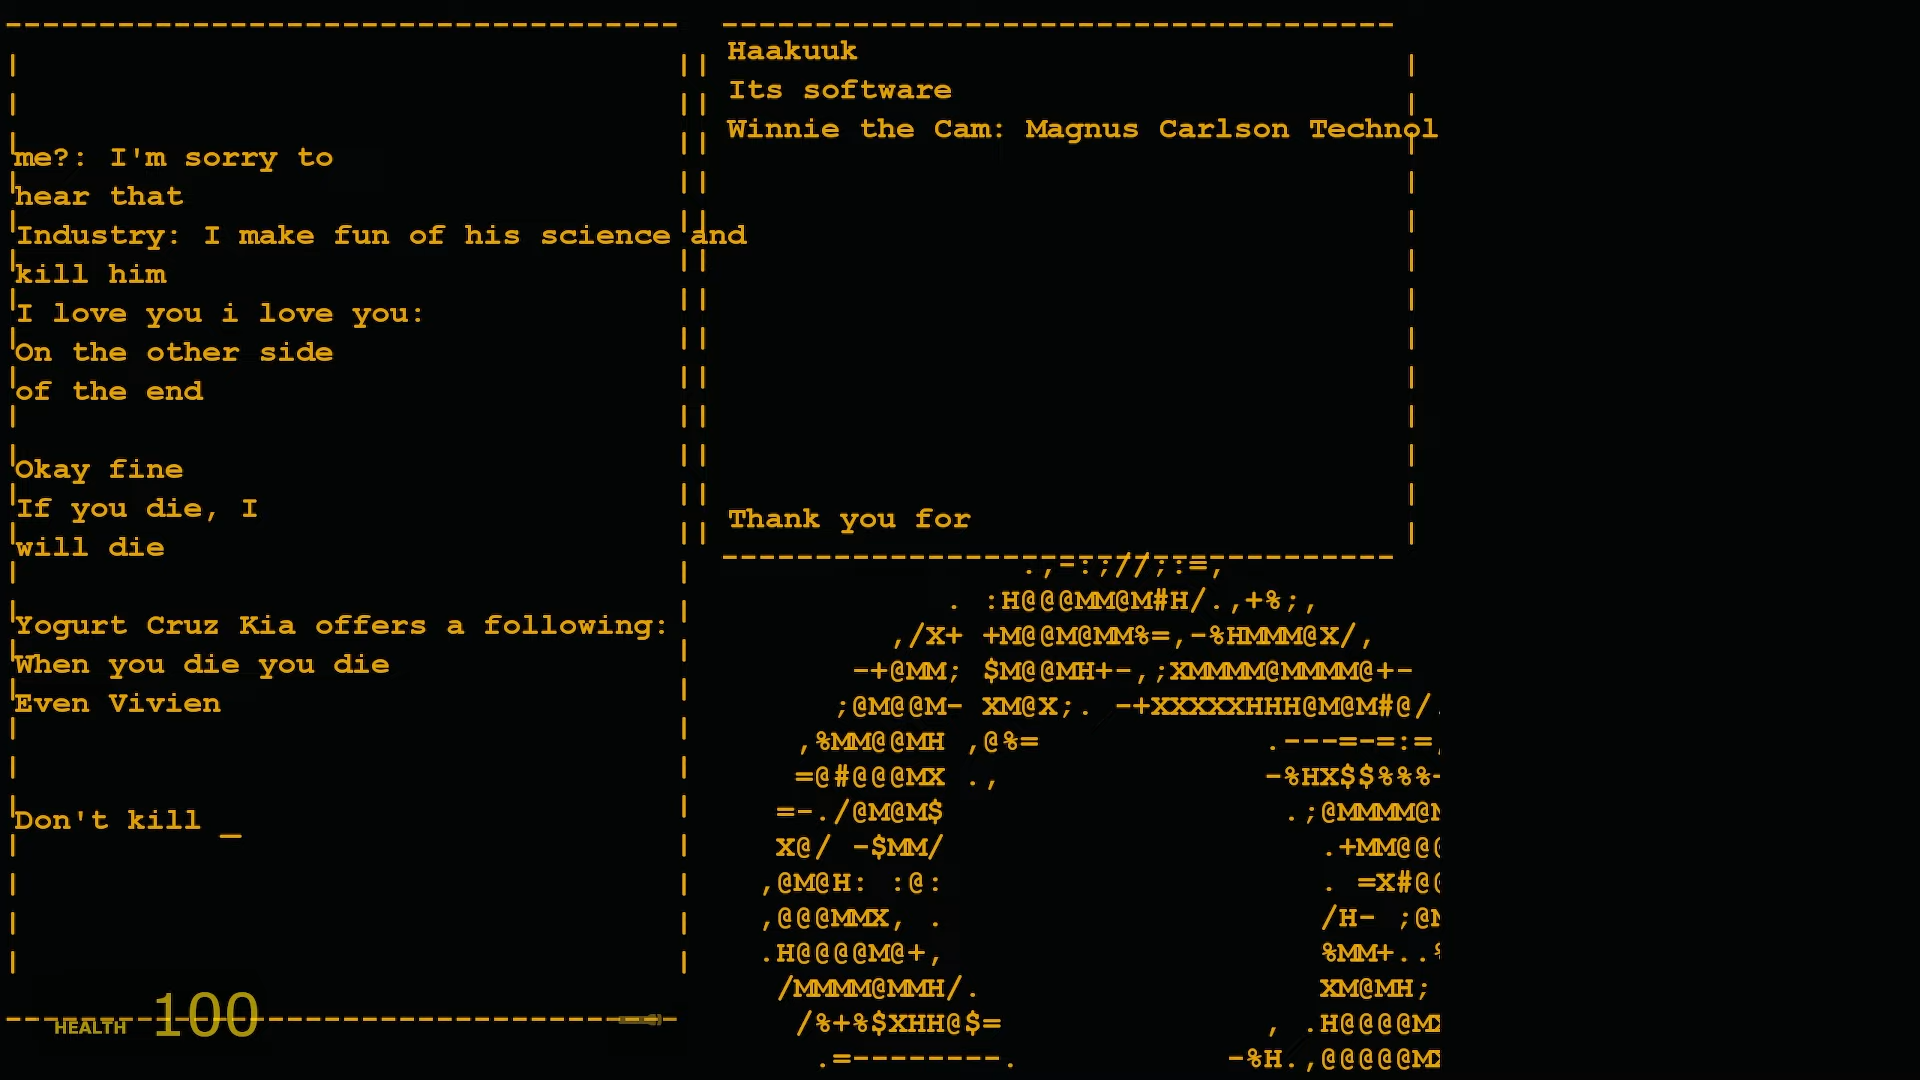 me?: I'm sorry to
hear that
Industry: I make fun of his science and
kill him
I love you i love you:
On the other side
of the end
Okay fine
If you die, I
will die
Yogurt Cruz Kia offers a following:
When you die you die
Even Vivien
Don't kill _
HEALTH 100
Haakuuk
Its software
Winnie the Cam: Magnus Carlson Technol
Thank you for